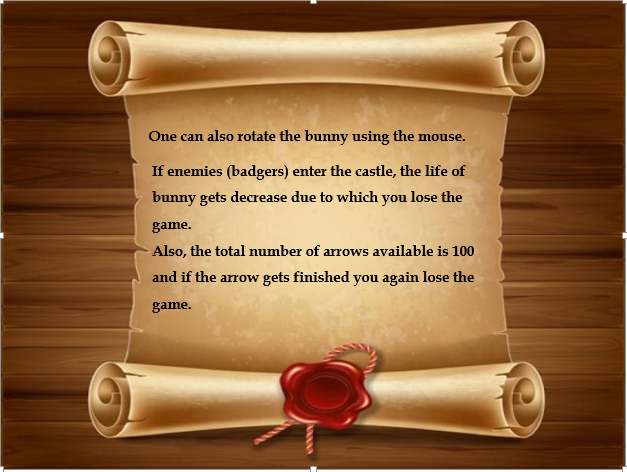 One can also rotate the bunny using the mouse.
If enemies (badgers) enter the castle, the life of
bunny gets decrease due to which you lose the
game.
Also, the total number of arrows available is 100
and if the arrow gets finished you again lose the
game.